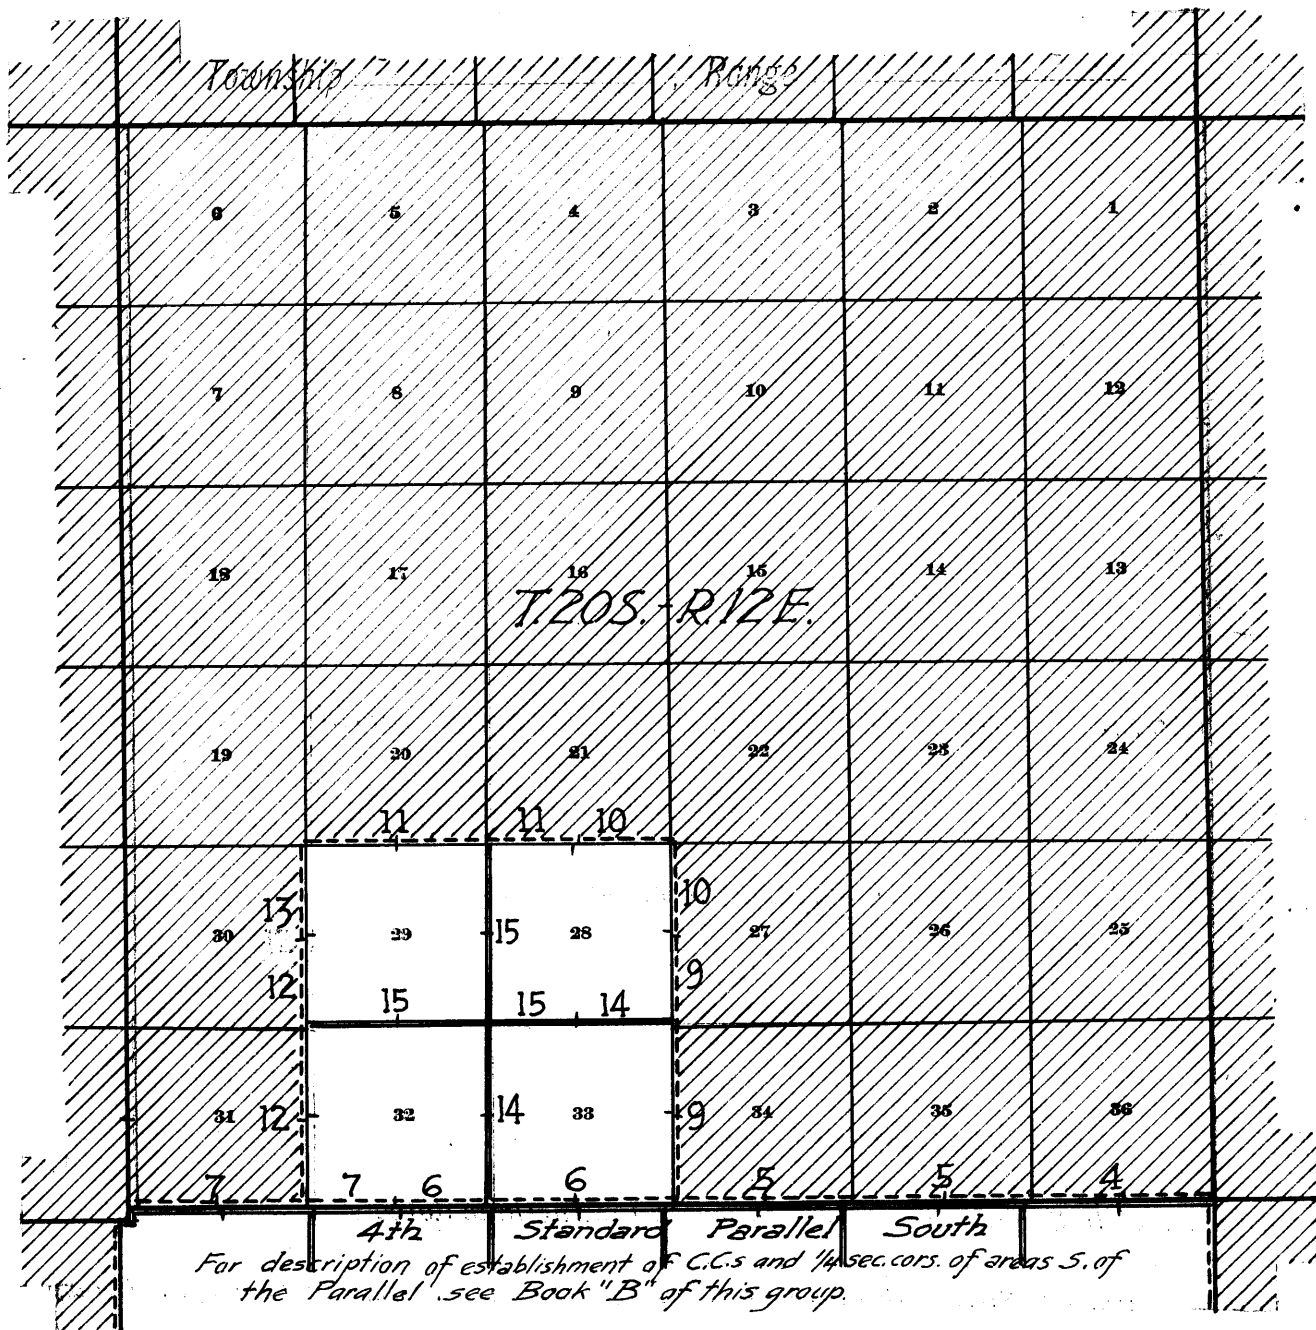 Township , Range
6 5 4 3 2 1
7 8 9 10 11 12
18 17 16 15 14 13
T.20S.-R.12E.
19 20 21 22 23 24
11 11 10
13 10
30 29 15 28 27 26 25
12 9
15 15 14
31 12 32 14 33 9 34 35 36
7 7 6 6 5 5 4
4th Standard Parallel South
For description of establishment of C.C.s and 1/4 sec. cors. of areas S. of
the Parallel see Book "B" of this group.